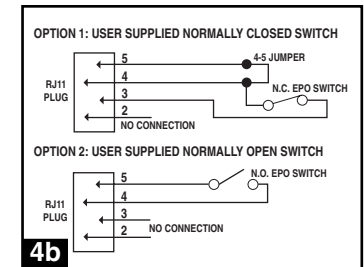 OPTION 1: USER SUPPLIED NORMALLY CLOSED SWITCH
5
4-5 JUMPER
4
N.C. EPO SWITCH
RJ11
PLUG
3
2
NO CONNECTION
OPTION 2: USER SUPPLIED NORMALLY OPEN SWITCH
5
N.O. EPO SWITCH
4
RJ11
PLUG
3
2
NO CONNECTION
4b